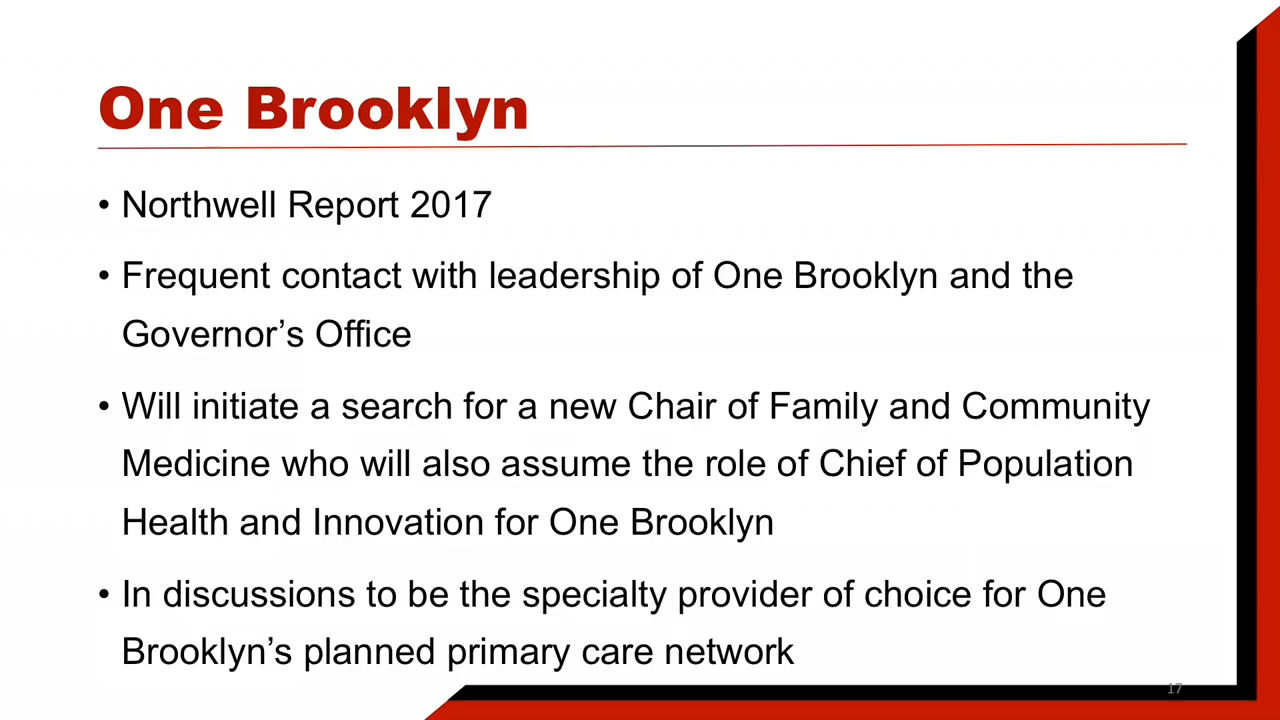 One Brooklyn
• Northwell Report 2017
• Frequent contact with leadership of One Brooklyn and the
Governor’s Office
• Will initiate a search for a new Chair of Family and Community
Medicine who will also assume the role of Chief of Population
Health and Innovation for One Brooklyn
• In discussions to be the specialty provider of choice for One
Brooklyn’s planned primary care network
17